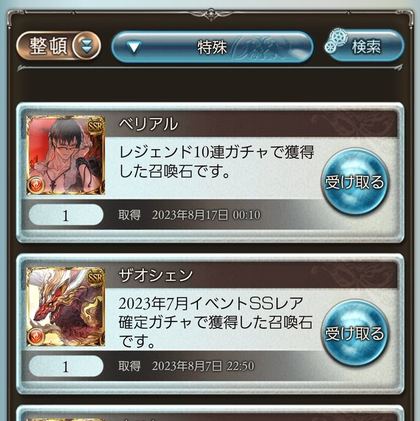 整頓
特殊
検索
SSR
ベリアル
レジェンド10連ガチャで獲得
した召喚石です。
受け取る
1
取得 2023年8月17日 00:10
SSR
ザオシェン
2023年7月イベントSSレア
確定ガチャで獲得した召喚石
です。
受け取る
1
取得 2023年8月7日 22:50